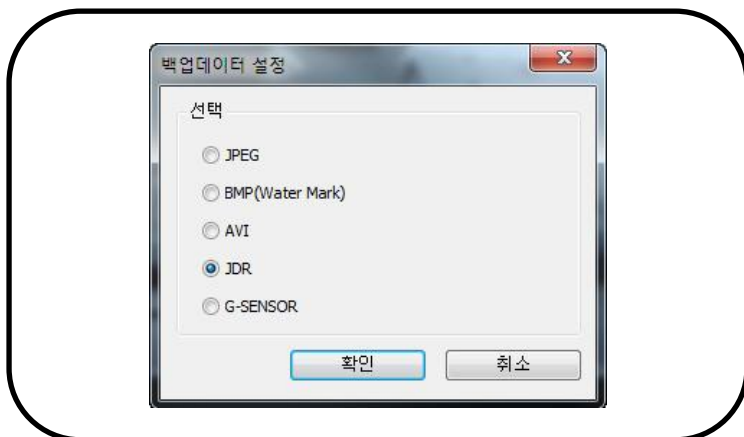 백업데이터 설정
선택
JPEG
BMP(Water Mark)
AVI
JDR
G-SENSOR
확인 취소